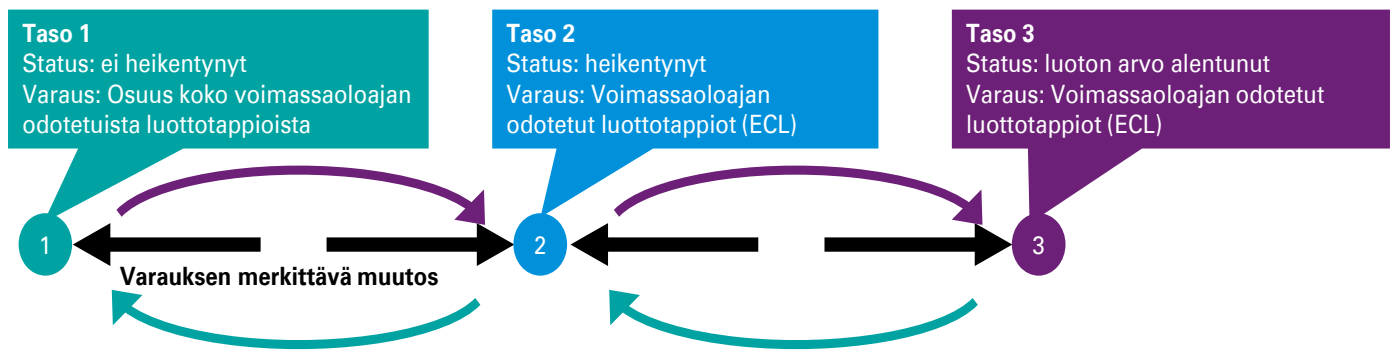 Taso 1
Status: ei heikentynyt
Varaus: Osuus koko voimassaoloajan
odotetuista luottotappioista
Taso 2
Status: heikentynyt
Varaus: Voimassaoloajan
odotetut luottotappiot (ECL)
Taso 3
Status: luoton arvo alentunut
Varaus: Voimassaoloajan odotetut
luottotappiot (ECL)
1
2
3
Varauksen merkittävä muutos